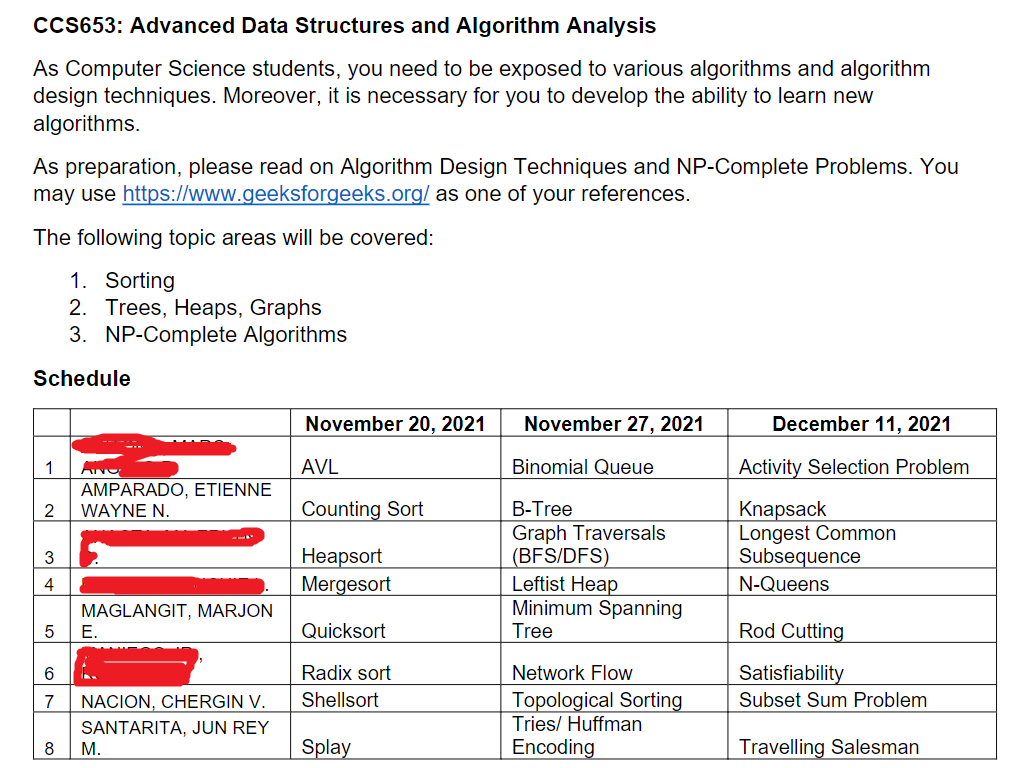 CCS653: Advanced Data Structures and Algorithm Analysis
As Computer Science students, you need to be exposed to various algorithms and algorithm
design techniques. Moreover, it is necessary for you to develop the ability to learn new
algorithms.
As preparation, please read on Algorithm Design Techniques and NP-Complete Problems. You
may use https://www.geeksforgeeks.org/ as one of your references.
The following topic areas will be covered:
1. Sorting
2. Trees, Heaps, Graphs
3. NP-Complete Algorithms
Schedule
November 20, 2021 November 27, 2021 December 11, 2021
1 AVL Binomial Queue Activity Selection Problem
AMPARADO, ETIENNE
2 WAYNE N. Counting Sort B-Tree Knapsack
Graph Traversals Longest Common
3 Heapsort (BFS/DFS) Subsequence
4 Mergesort Leftist Heap N-Queens
MAGLANGIT, MARJON Minimum Spanning
5 E. Quicksort Tree Rod Cutting
6 Radix sort Network Flow Satisfiability
7 NACION, CHERGIN V. Shellsort Topological Sorting Subset Sum Problem
SANTARITA, JUN REY Tries/ Huffman
8 M. Splay Encoding Travelling Salesman